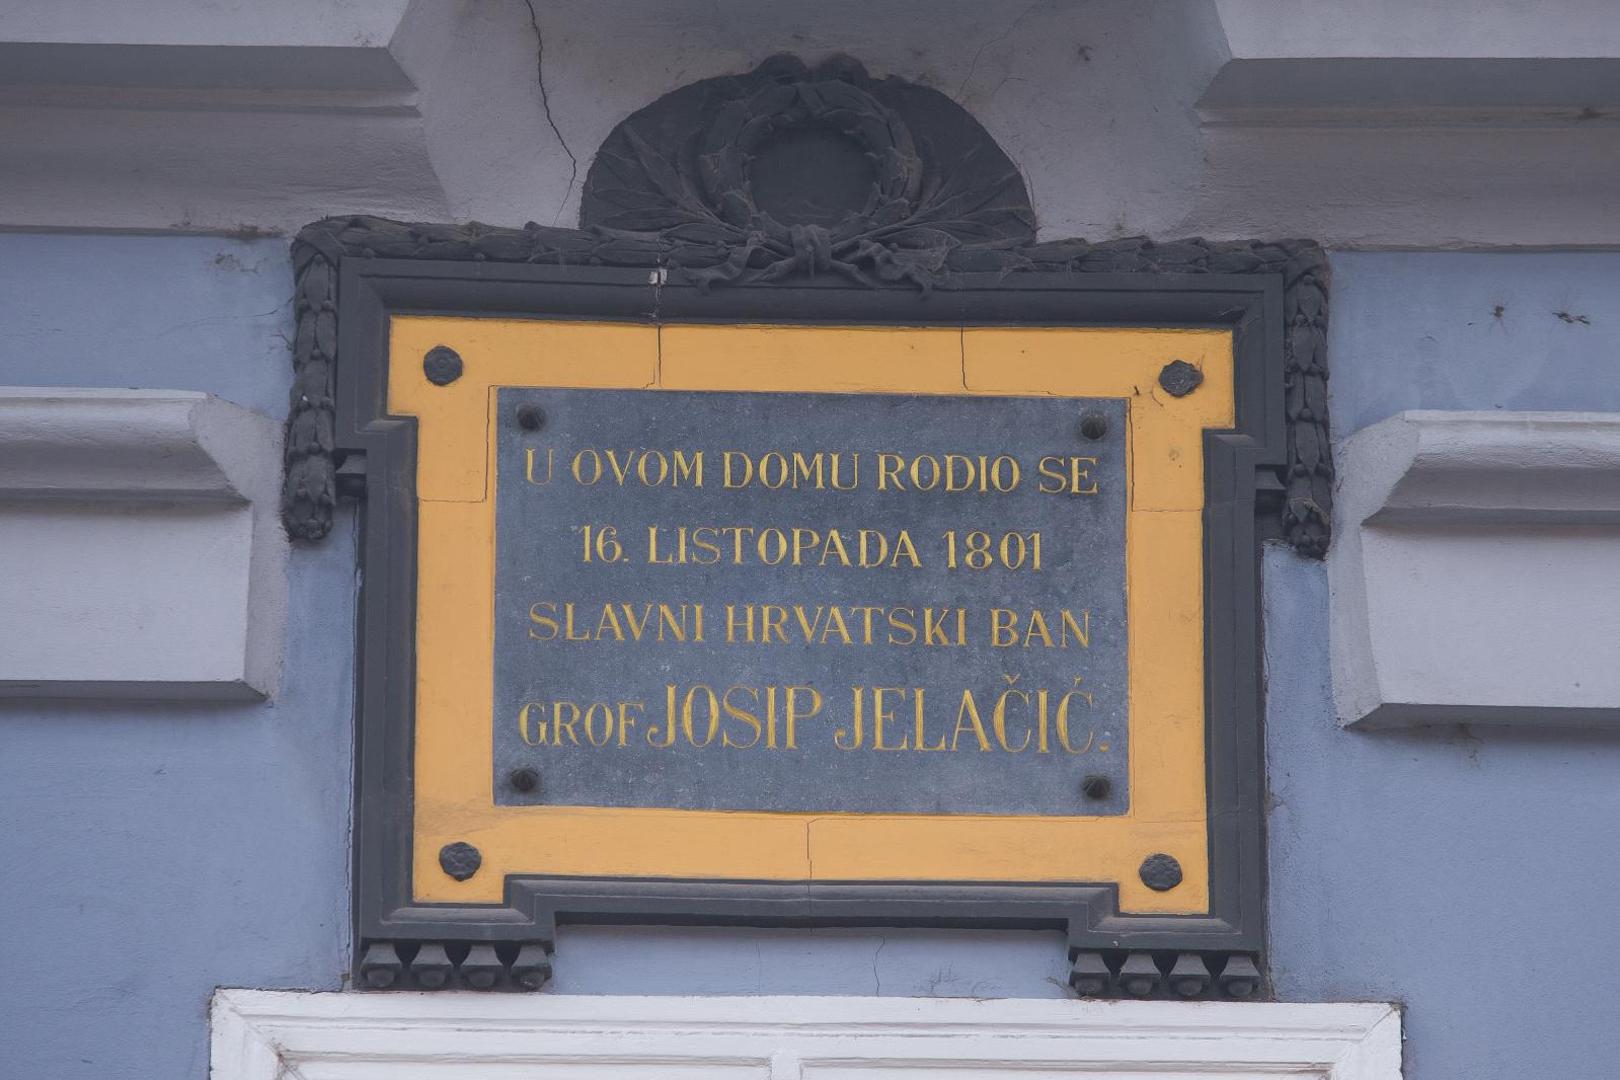 U OVOM DOMU RODIO SE
16. LISTOPADA 1801
SLAVNI HRVATSKI BAN
GROF JOSIP JELAČIĆ.